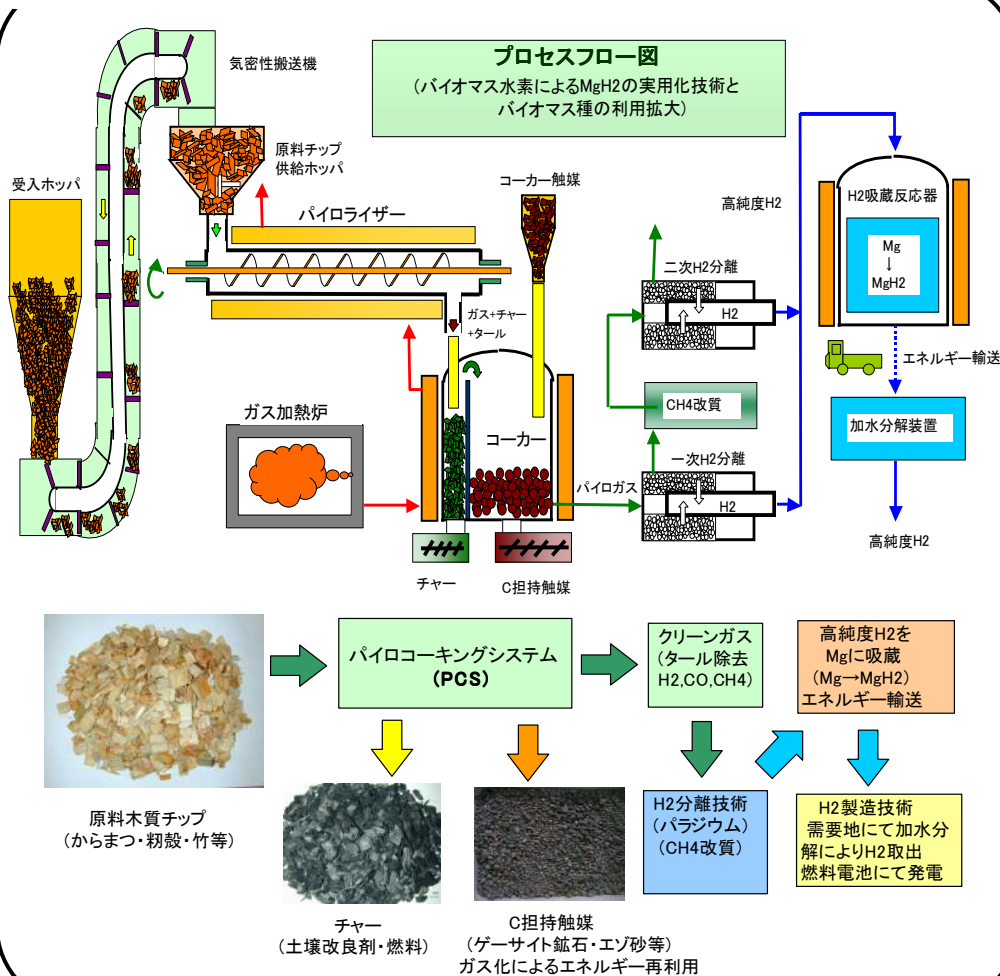 プロセスフロー図
(バイオマス水素によるMgH2の実用化技術と
バイオマス種の利用拡大)
気密性搬送機
受入ホッパ
原料チップ
供給ホッパ
パイロライザー
コーカー触媒
高純度H2
H2吸蔵反応器
Mg
↓
MgH2
二次H2分離
H2
ガス+チャー
+タール
エネルギー輸送
CH4改質
ガス加熱炉
コーカー
加水分解装置
一次H2分離
パイロガス
H2
高純度H2
チャー
C担持触媒
パイロコーキングシステム
(PCS)
クリーンガス
(タール除去
H2,CO,CH4)
高純度H2を
Mgに吸蔵
(Mg→MgH2)
エネルギー輸送
原料木質チップ
(からまつ・籾殻・竹等)
H2分離技術
(パラジウム)
(CH4改質)
H2製造技術
需要地にて加水分
解によりH2取出
燃料電池にて発電
チャー
(土壌改良剤・燃料)
C担持触媒
(ゲーサイト鉱石・エゾ砂等)
ガス化によるエネルギー再利用